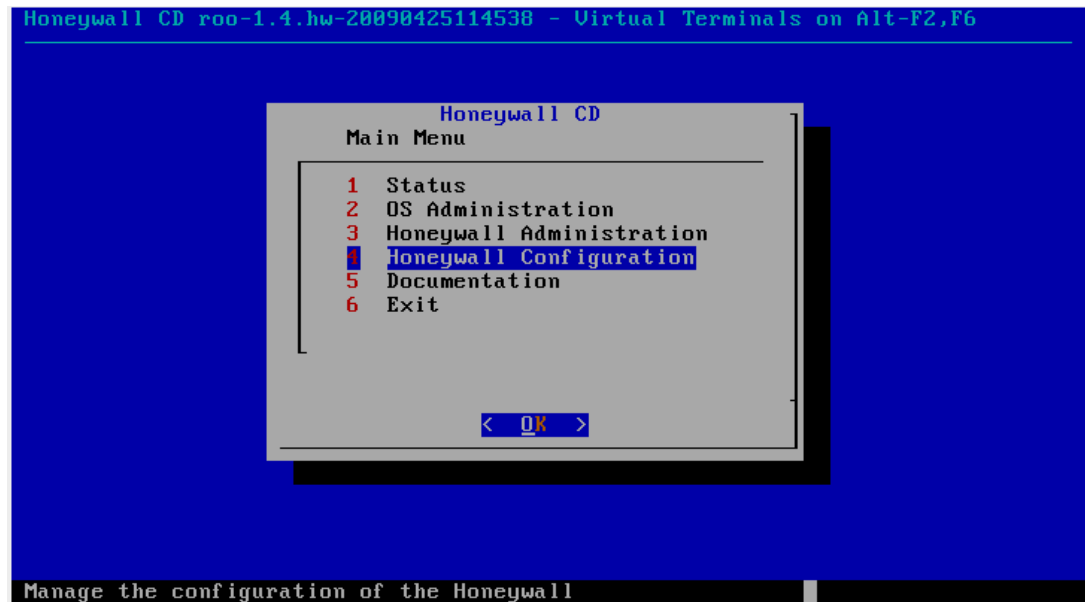 Honeywall CD roo-1.4.hw-20090425114538 - Virtual Terminals on Alt-F2,F6
Honeywall CD
Main Menu
1 Status
2 OS Administration
3 Honeywall Administration
4 Honeywall Configuration
5 Documentation
6 Exit
< OK >
Manage the configuration of the Honeywall